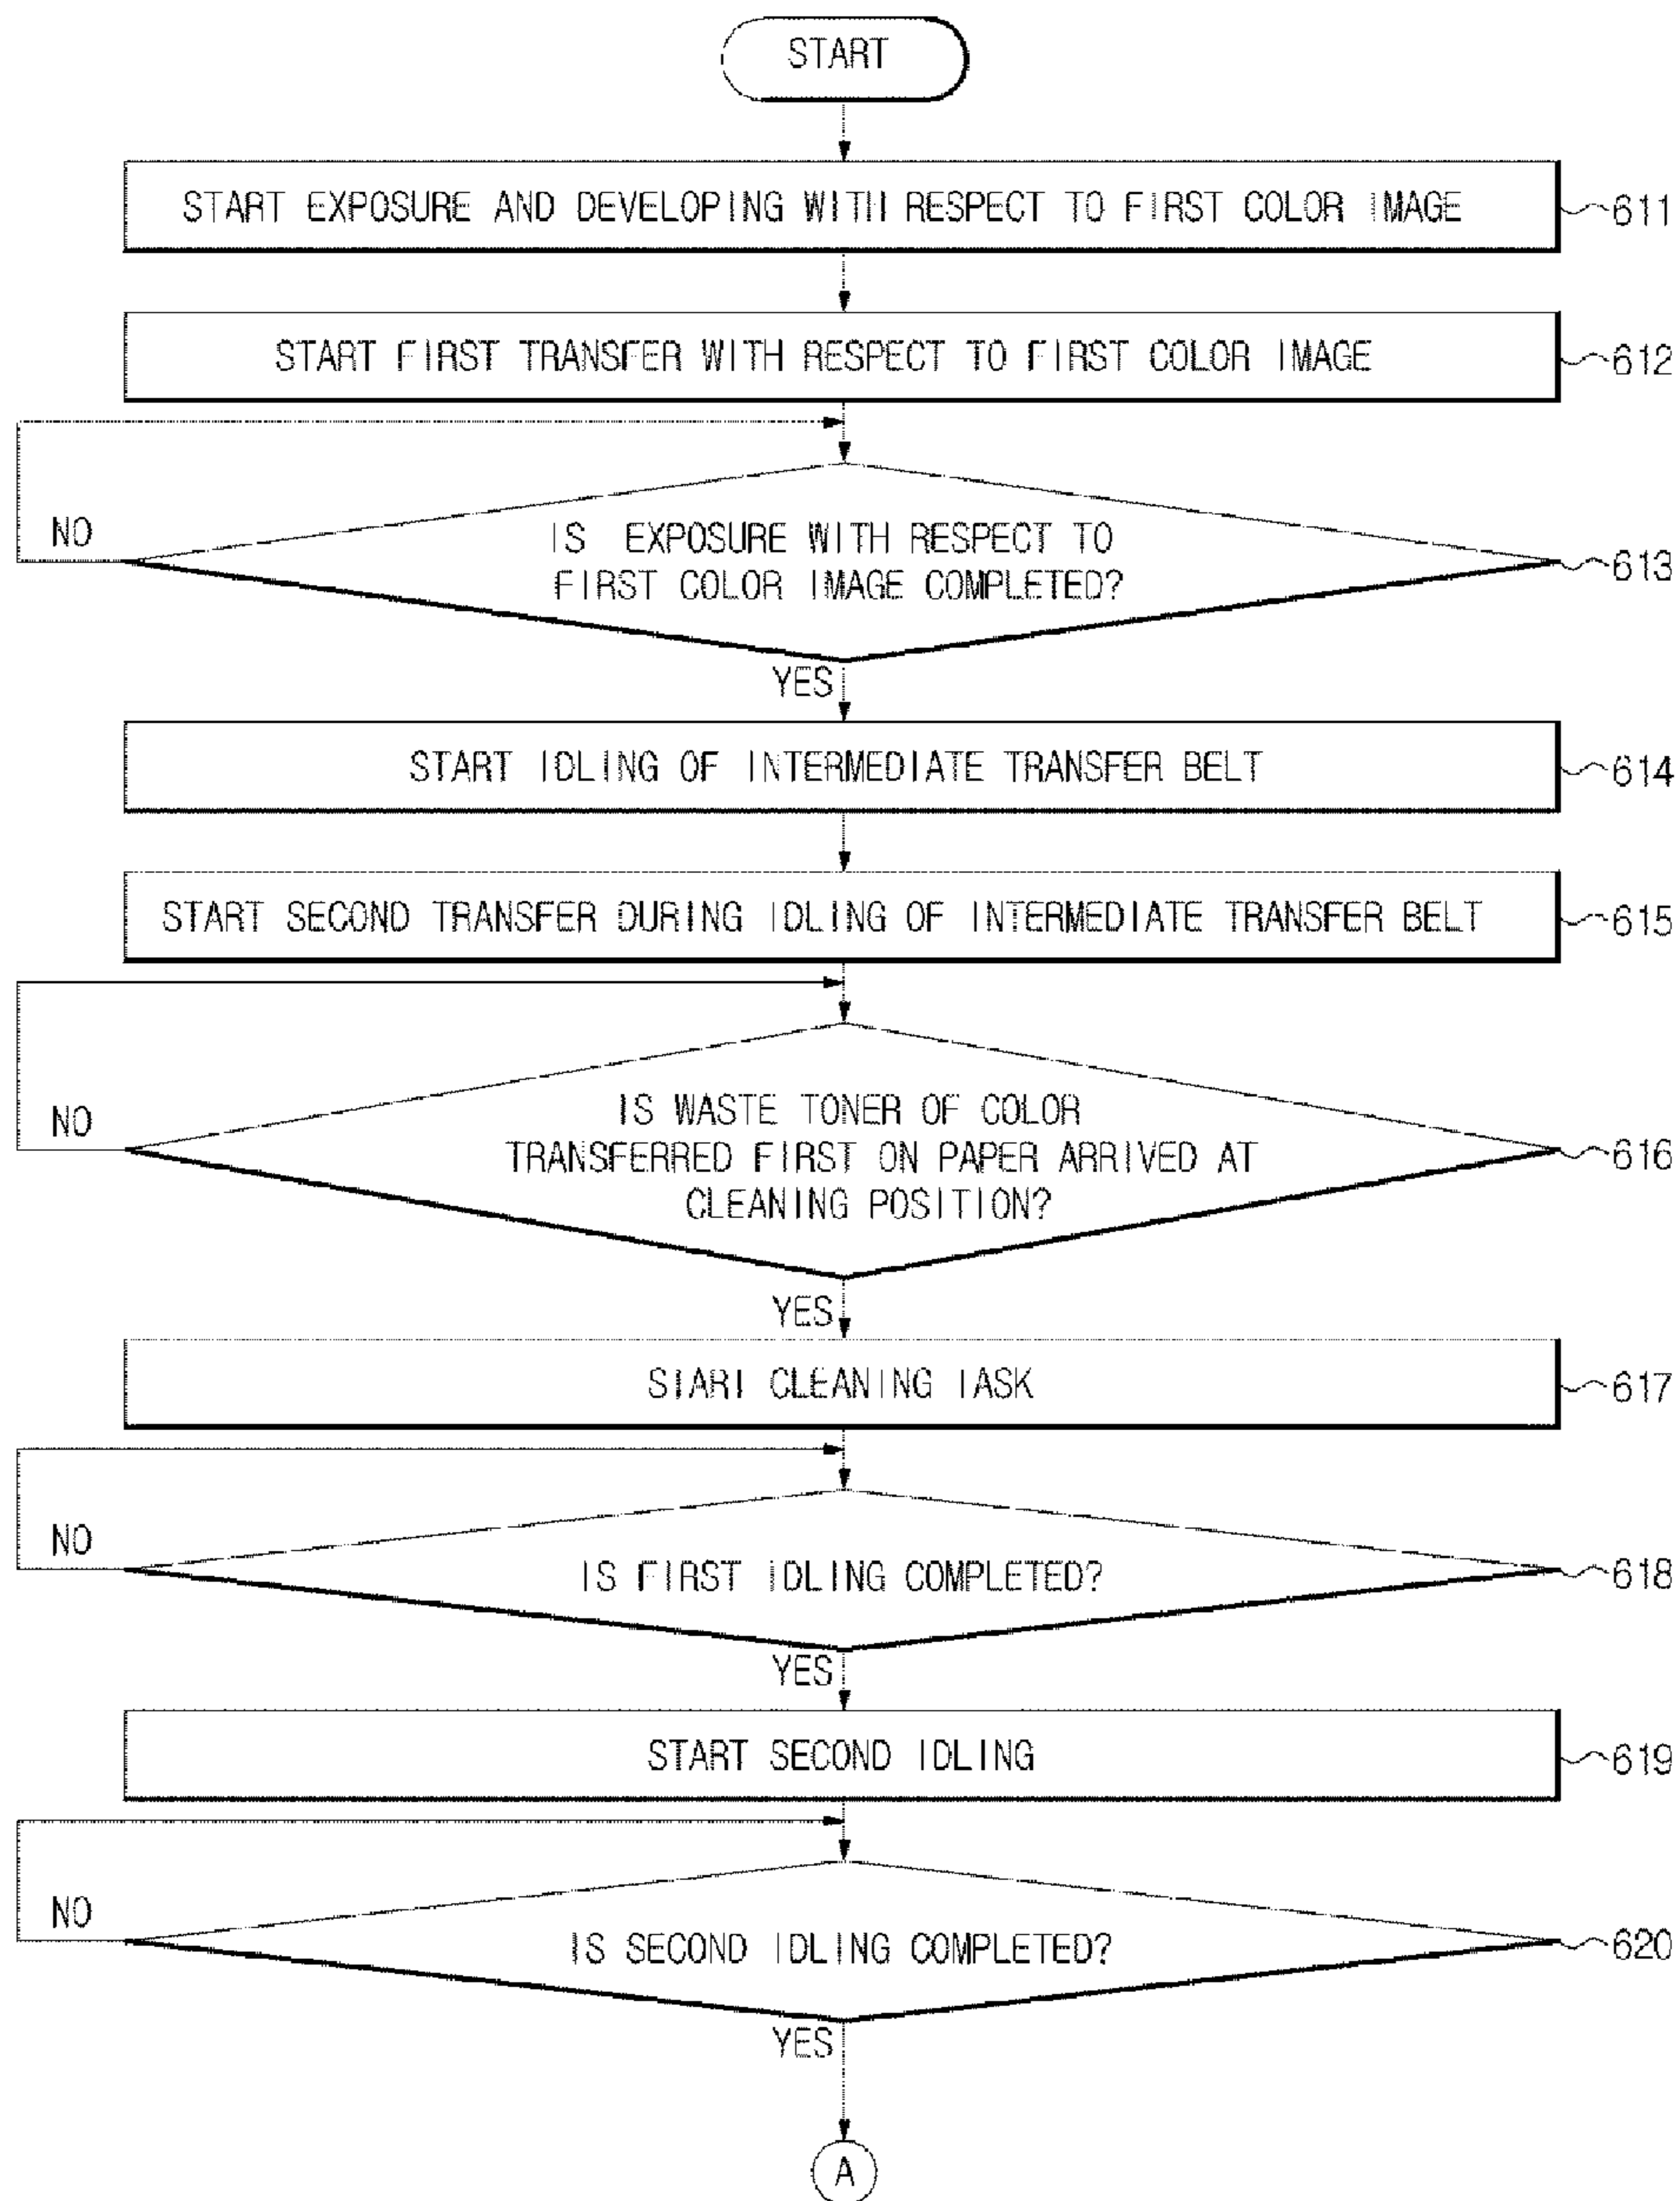 START
START EXPOSURE AND DEVELOPING WITH RESPECT TO FIRST COLOR IMAGE
611
START FIRST TRANSFER WITH RESPECT TO FIRST COLOR IMAGE
612
NO
IS EXPOSURE WITH RESPECT TO
FIRST COLOR IMAGE COMPLETED?
613
YES
START IDLING OF INTERMEDIATE TRANSFER BELT
614
START SECOND TRANSFER DURING IDLING OF INTERMEDIATE TRANSFER BELT
615
NO
IS WASTE TONER OF COLOR
TRANSFERRED FIRST ON PAPER ARRIVED AT
CLEANING POSITION?
616
YES
START CLEANING TASK
617
NO
IS FIRST IDLING COMPLETED?
618
YES
START SECOND IDLING
619
NO
IS SECOND IDLING COMPLETED?
620
YES
A